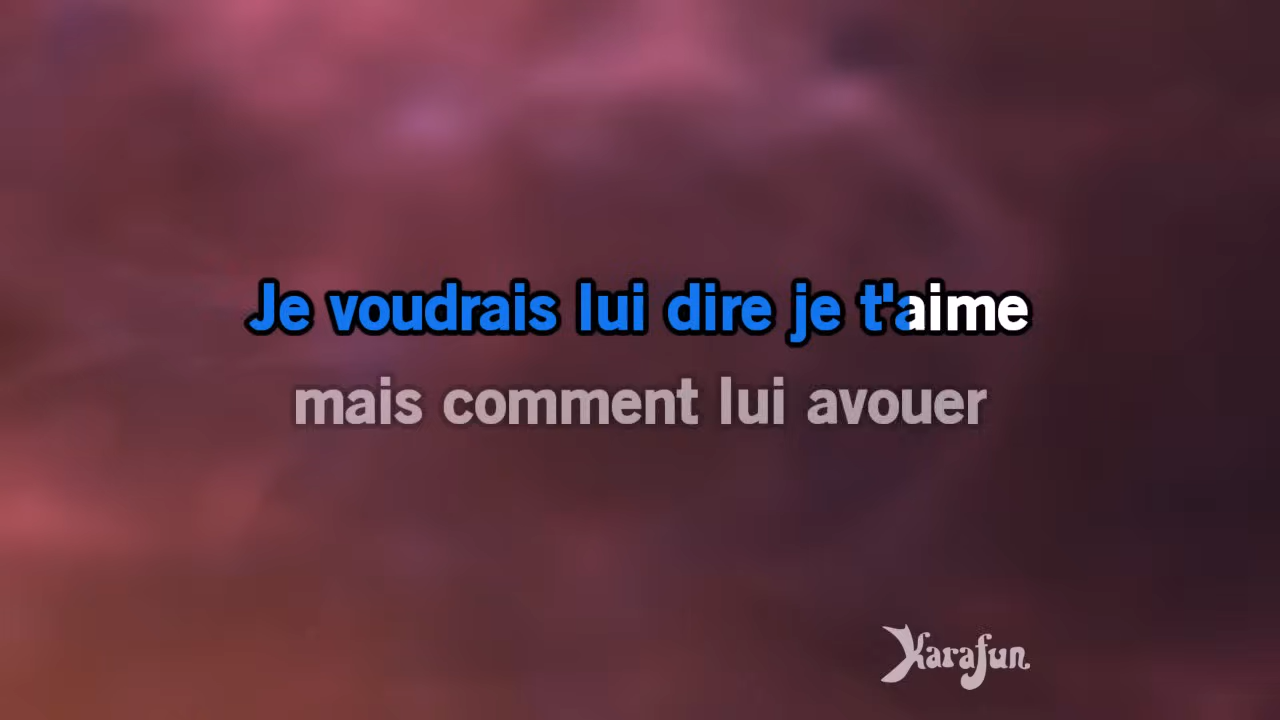 Je voudrais lui dire je t'aime
mais comment lui avouer
Karafun